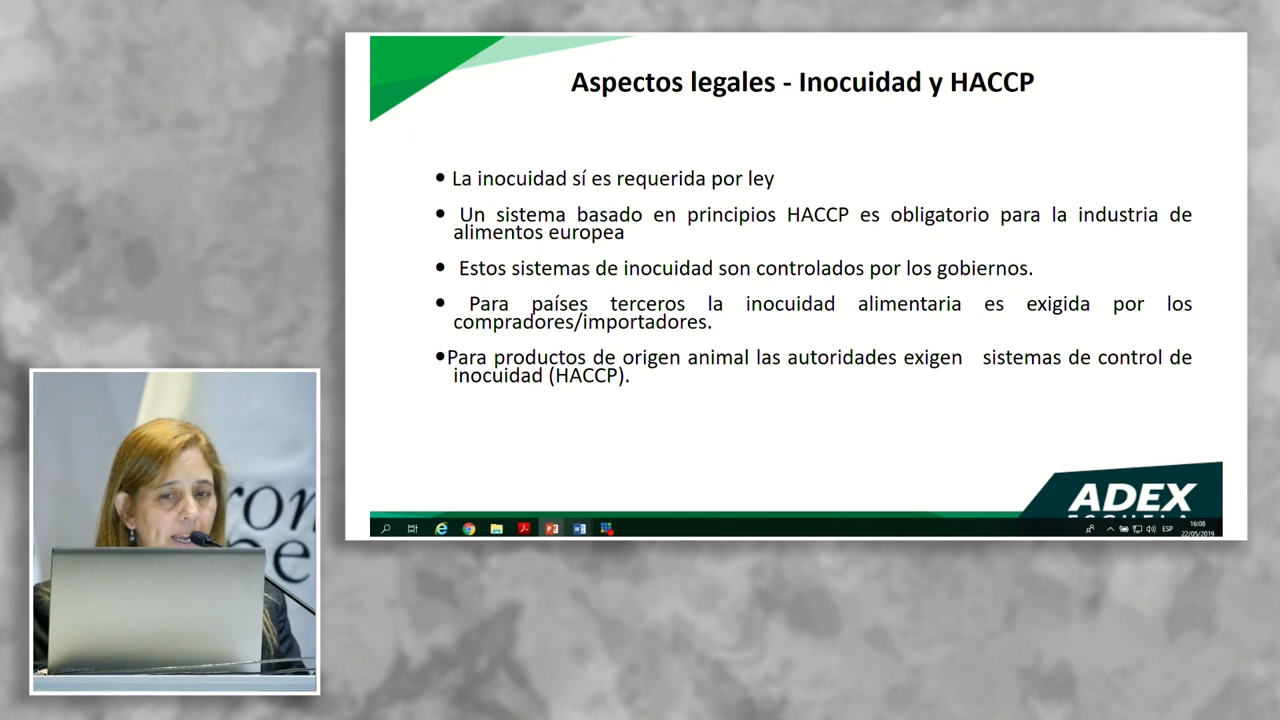 Aspectos legales - Inocuidad y HACCP
• La inocuidad sí es requerida por ley
• Un sistema basado en principios HACCP es obligatorio para la industria de
alimentos europea
• Estos sistemas de inocuidad son controlados por los gobiernos.
• Para países terceros la inocuidad alimentaria es exigida por los
compradores/importadores.
•Para productos de origen animal las autoridades exigen sistemas de control de
inocuidad (HACCP).
ADEX
ESP
16:08
22/05/2019
TOSHIBA